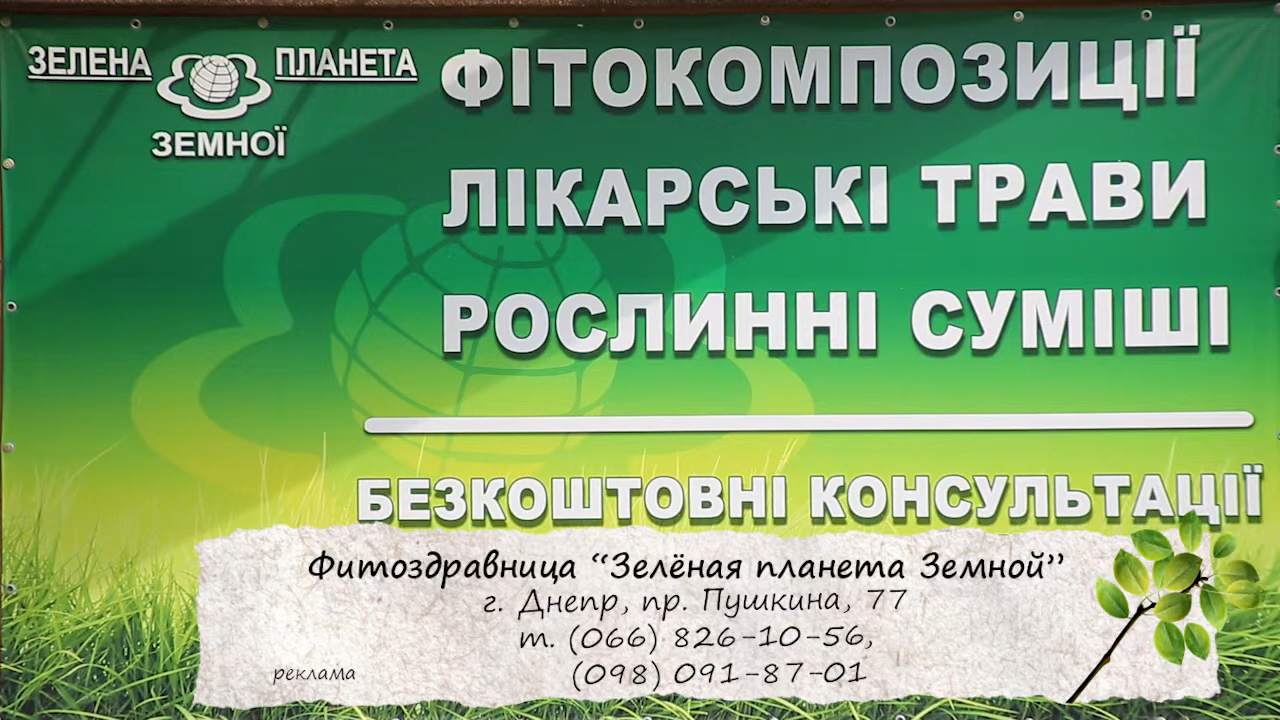 ЗЕЛЕНА ПЛАНЕТА
ЗЕМНОЇ
ФІТОКОМПОЗИЦІЇ
ЛІКАРСЬКІ ТРАВИ
РОСЛИННІ СУМІШІ
БЕЗКОШТОВНІ КОНСУЛЬТАЦІЇ
Фитоздравница “Зелёная планета Земной”
г. Днепр, пр. Пушкина, 77
т. (066) 826-10-56,
(098) 091-87-01
реклама